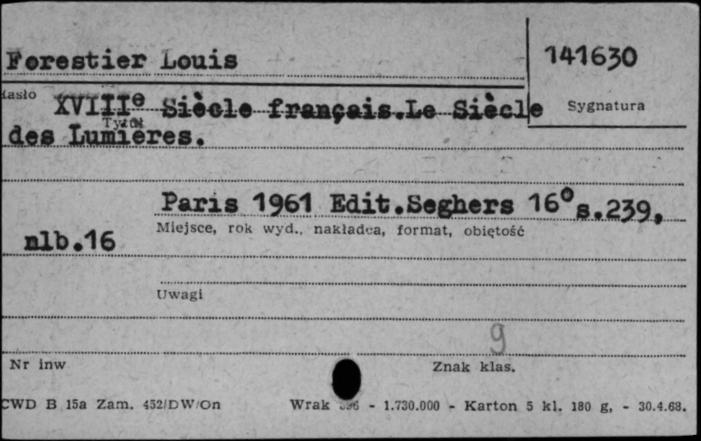 Forestier Louis 141630
Hasło XVIIIe Siècle français.Le Siècle Sygnatura
Tytuł
des Lumieres.
Paris 1961 Edit.Seghers 16° s.239,
Miejsce, rok wyd., nakładca, format, objętość
nlb.16
Uwagi
9
Nr inw Znak klas.
CWD B 15a Zam. 452/DW/On Wrak - 1.730.000 - Karton 5 kl. 180 g, - 30.4.68.